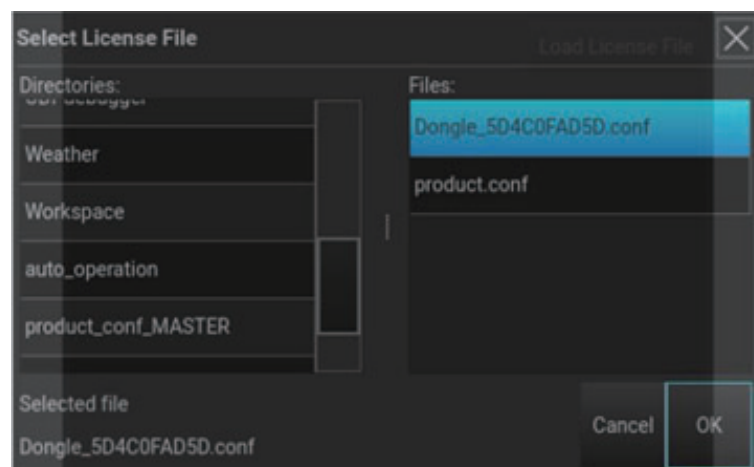 Select License File
Load License File
Directories:
Weather
Workspace
auto_operation
product_conf_MASTER
Files:
Dongle_5D4C0FAD5D.conf
product.conf
Selected file
Dongle_5D4C0FAD5D.conf
Cancel
OK